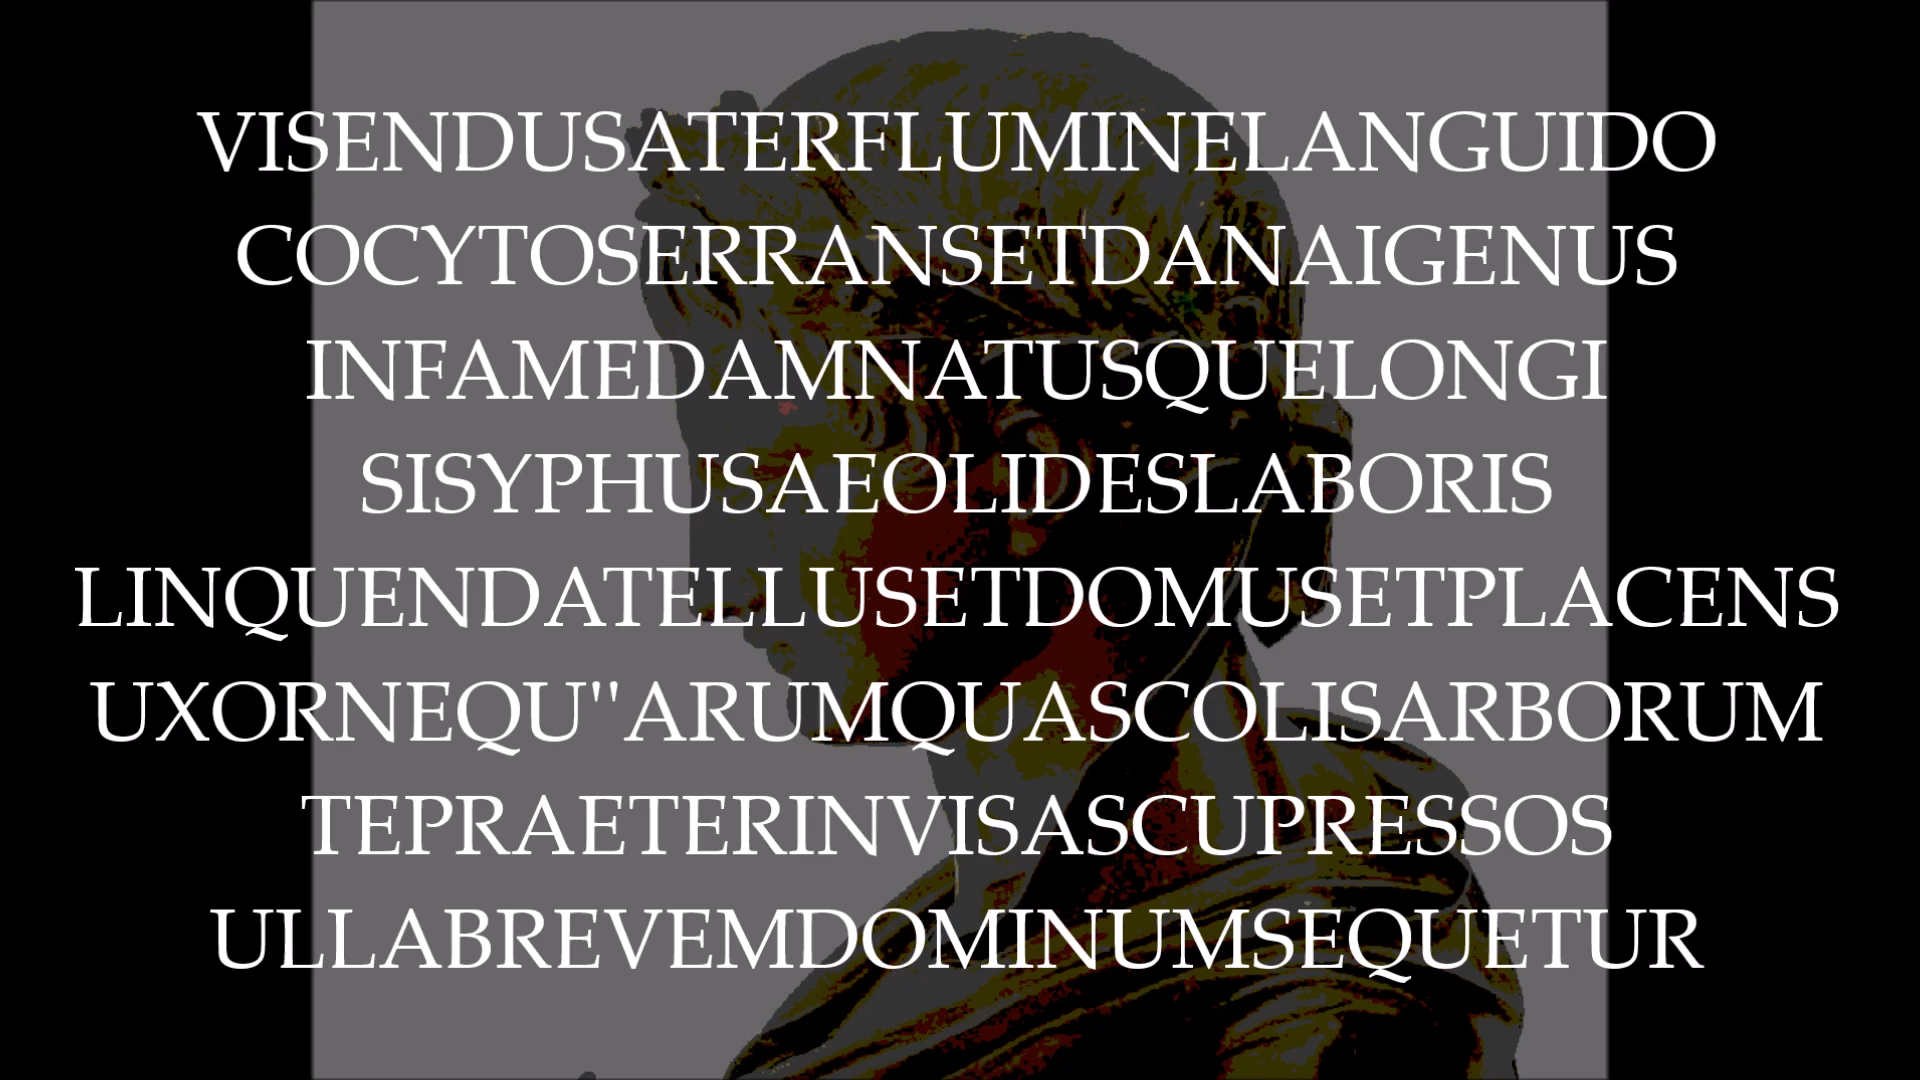 VISENDUSATERFLUMINELANGUIDO
COCYTOSERRANSETDANAIGENUS
INFAMEDAMNATUSQUELONGI
SISYPHUSAEOLIDESLABORIS
LINQUENDATELLUSETDOMUSETPLACENS
UXORNEQU"ARUMQUASCOLISARBORUM
TEPRAETERINVISASCUPRESSOS
ULLABREVEMDOMINUMSEQUETUR